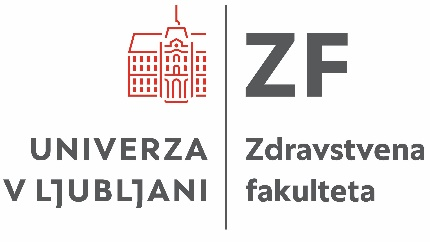 UNIVERZA
V LJUBLJANI
ZF
Zdravstvena
fakulteta